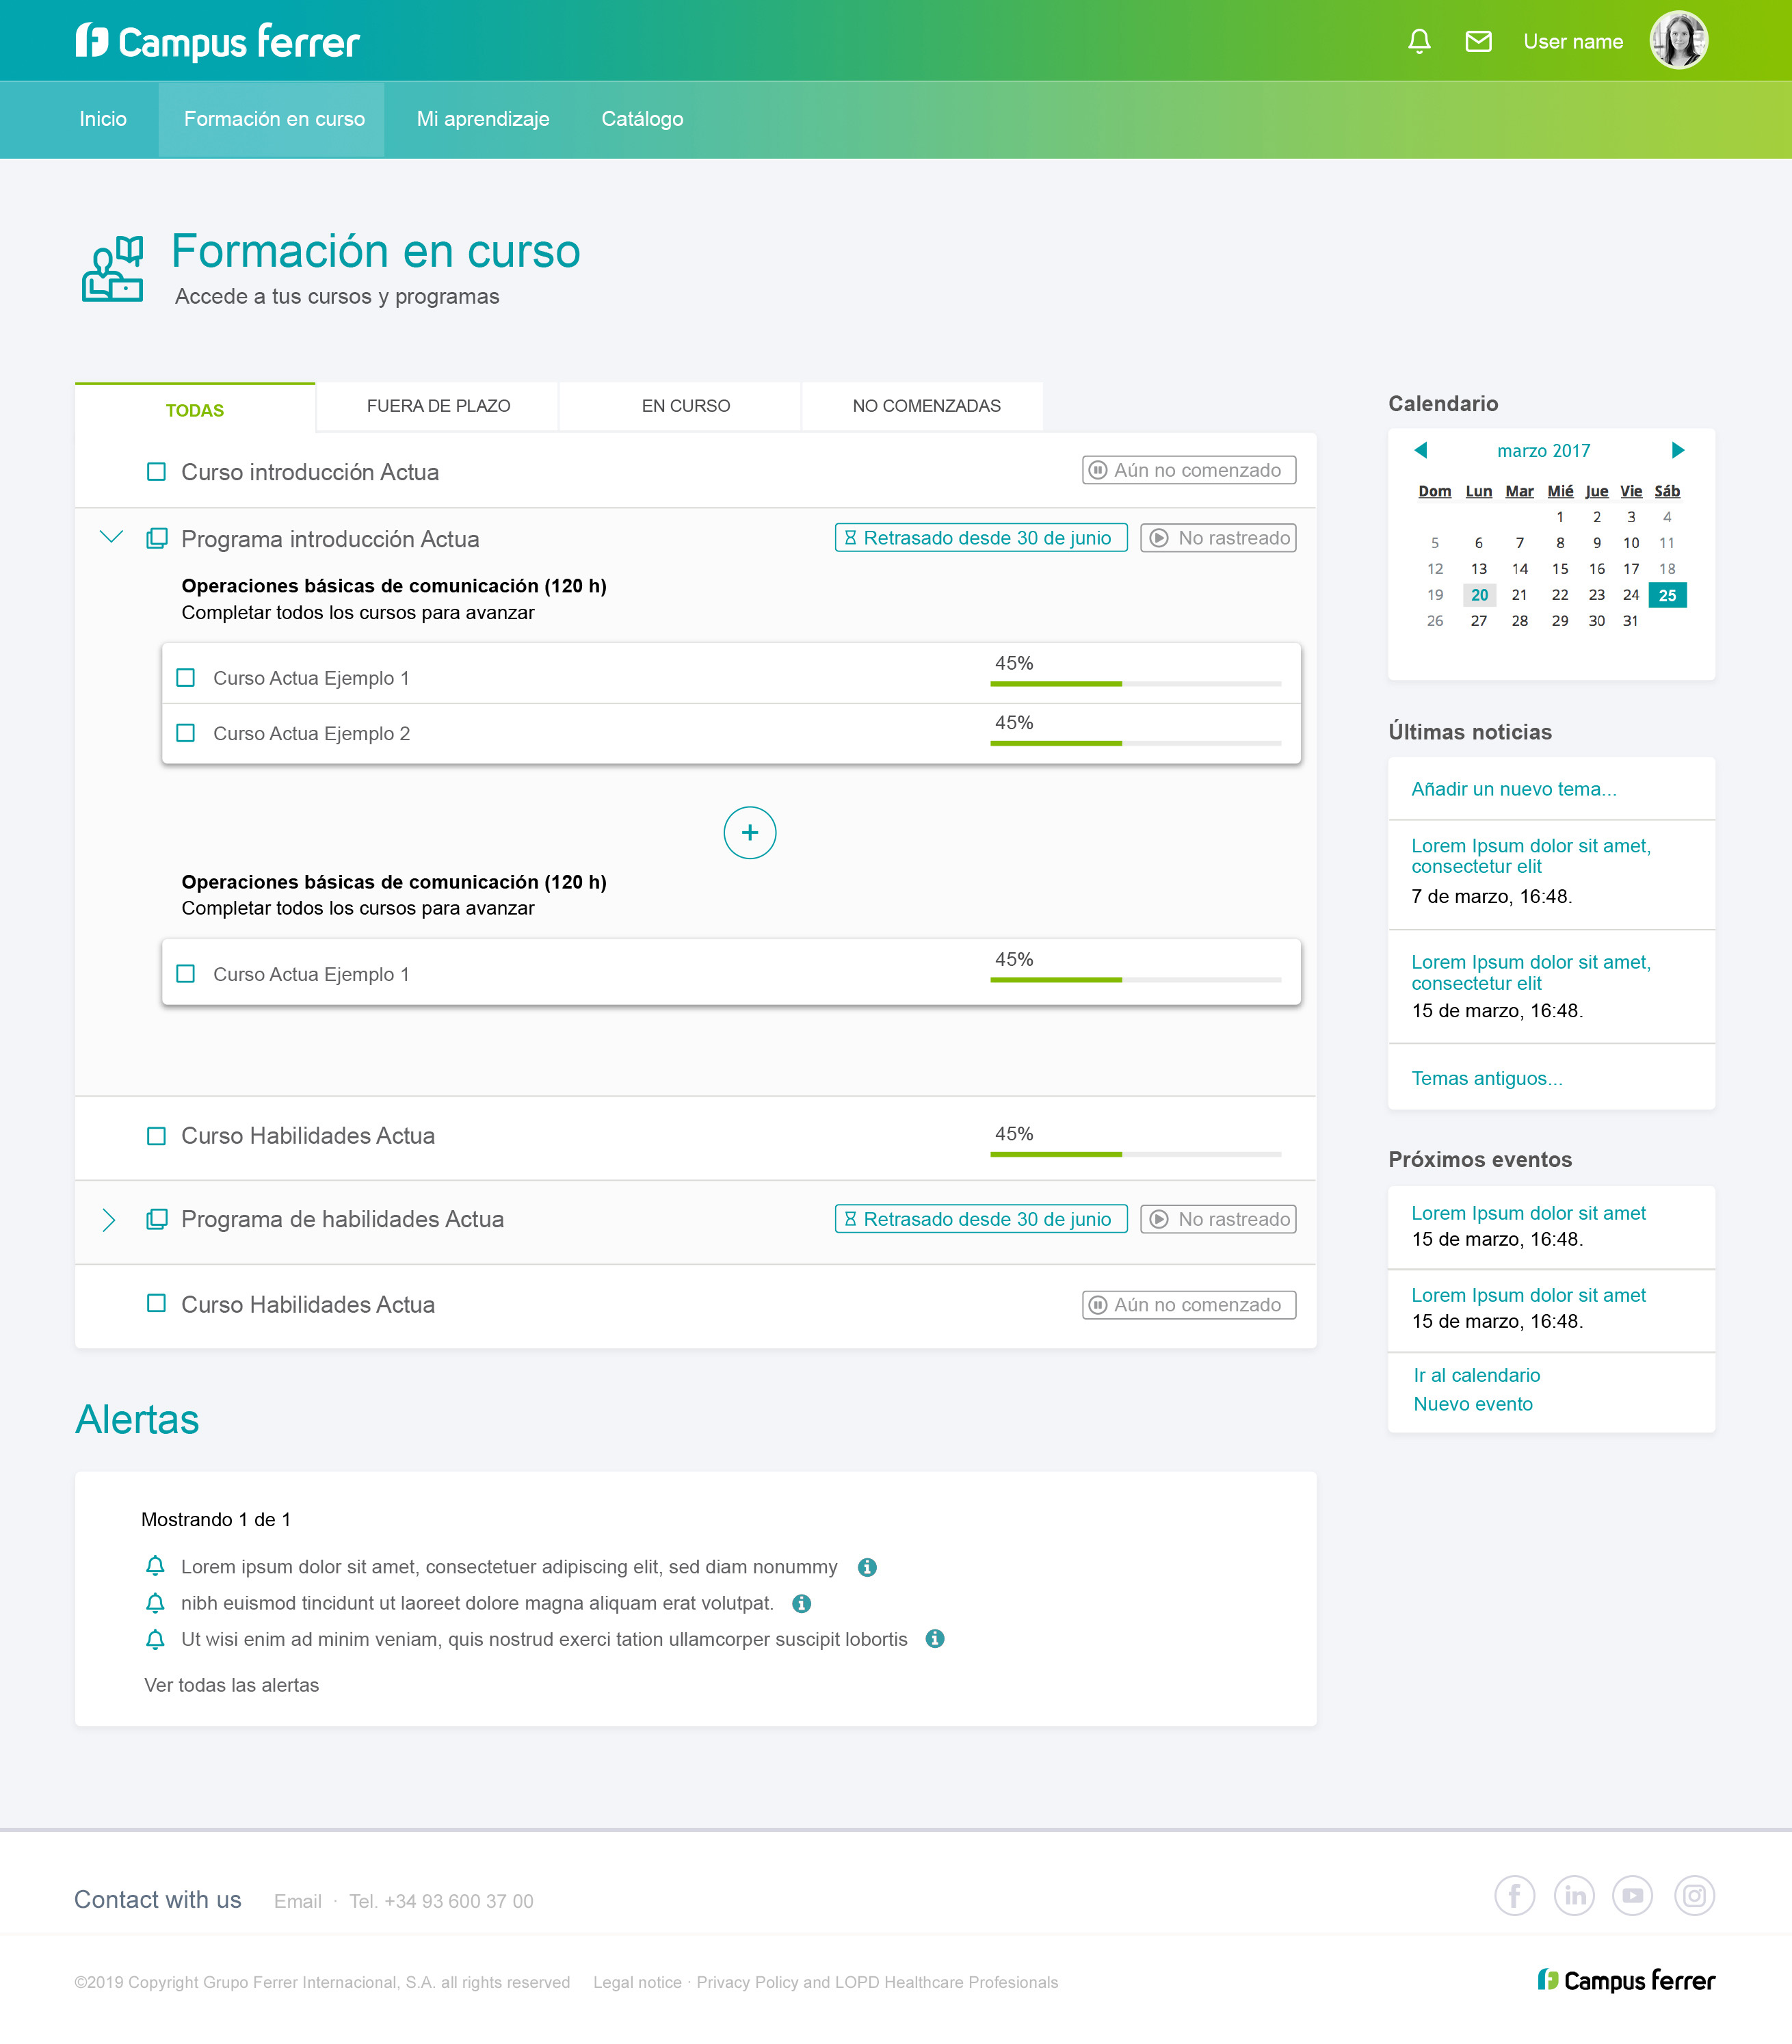 Campus ferrer
User name
Inicio
Formación en curso
Mi aprendizaje
Catálogo
Formación en curso
Accede a tus cursos y programas
TODAS
FUERA DE PLAZO
EN CURSO
NO COMENZADAS
Curso introducción Actua
Aún no comenzado
Programa introducción Actua
Retrasado desde 30 de junio
No rastreado
Operaciones básicas de comunicación (120 h)
Completar todos los cursos para avanzar
Curso Actua Ejemplo 1
45%
Curso Actua Ejemplo 2
45%
+
Operaciones básicas de comunicación (120 h)
Completar todos los cursos para avanzar
Curso Actua Ejemplo 1
45%
Curso Habilidades Actua
45%
Programa de habilidades Actua
Retrasado desde 30 de junio
No rastreado
Curso Habilidades Actua
Aún no comenzado
Calendario
marzo 2017
Dom Lun Mar Mié Jue Vie Sáb
1 2 3 4
5 6 7 8 9 10 11
12 13 14 15 16 17 18
19 20 21 22 23 24 25
26 27 28 29 30 31
Últimas noticias
Añadir un nuevo tema...
Lorem Ipsum dolor sit amet,
consectetur elit
7 de marzo, 16:48.
Lorem Ipsum dolor sit amet,
consectetur elit
15 de marzo, 16:48.
Temas antiguos...
Próximos eventos
Lorem Ipsum dolor sit amet
15 de marzo, 16:48.
Lorem Ipsum dolor sit amet
15 de marzo, 16:48.
Ir al calendario
Nuevo evento
Alertas
Mostrando 1 de 1
Lorem ipsum dolor sit amet, consectetuer adipiscing elit, sed diam nonummy
nibh euismod tincidunt ut laoreet dolore magna aliquam erat volutpat.
Ut wisi enim ad minim veniam, quis nostrud exerci tation ullamcorper suscipit lobortis
Ver todas las alertas
Contact with us
Email · Tel. +34 93 600 37 00
©2019 Copyright Grupo Ferrer Internacional, S.A. all rights reserved
Legal notice · Privacy Policy and LOPD Healthcare Profesionals
Campus ferrer